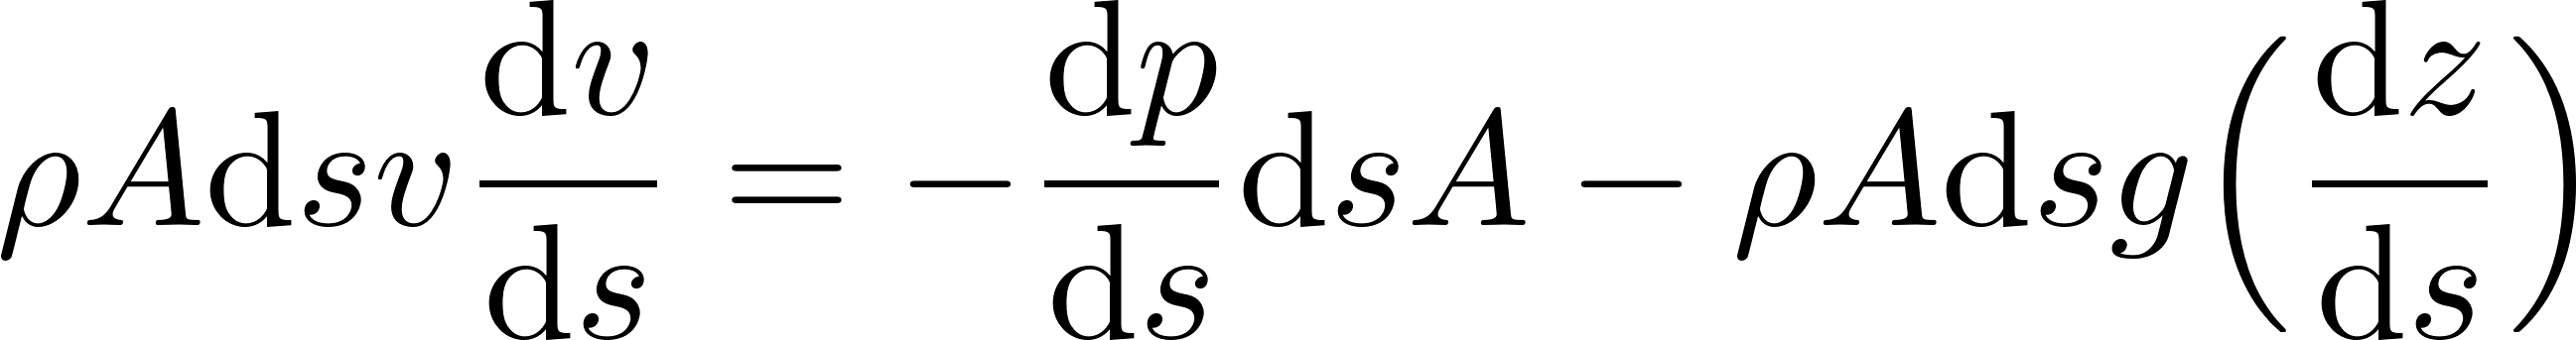 ρAdsv dv/ds = − dp/ds dsA − ρAdsg(dz/ds)